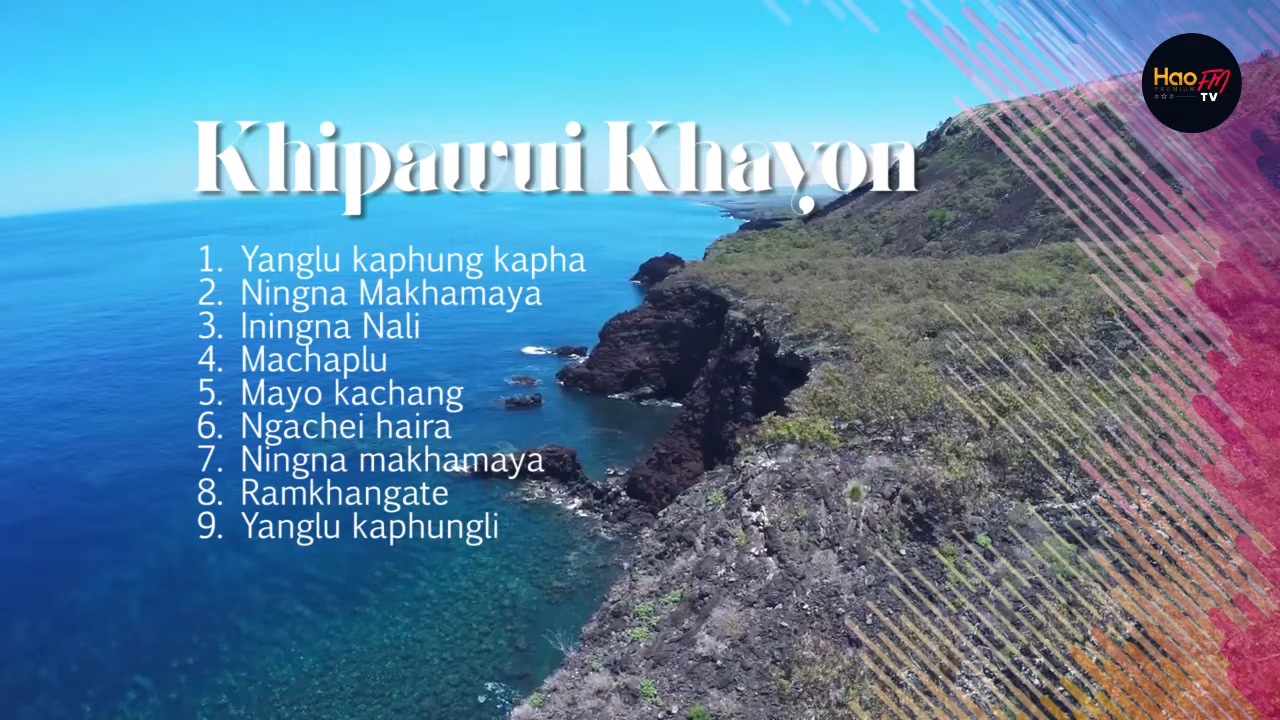 Khipawui Khayon
1. Yanglu kaphung kapha
2. Ningna Makhamaya
3. Iningna Nali
4. Machaplu
5. Mayo kachang
6. Ngachei haira
7. Ningna makhamaya
8. Ramkhangate
9. Yanglu kaphungli
Hao FM
PREMIUM
TV